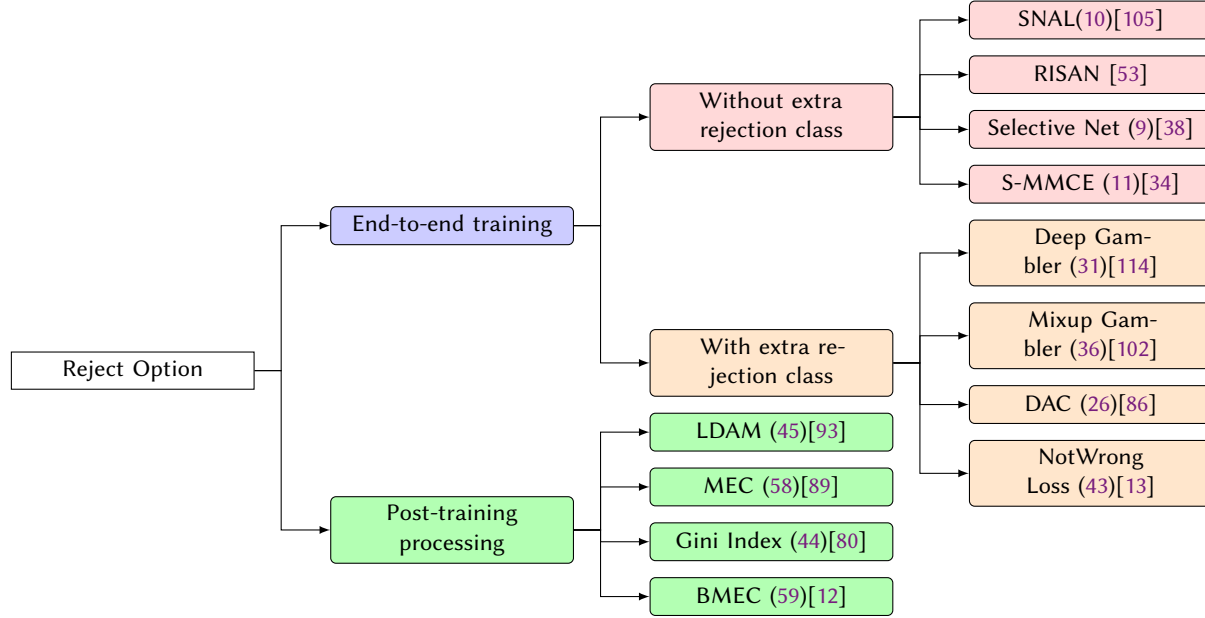 SNAL(10)[105]
RISAN [53]
Selective Net (9)[38]
S-MMCE (11)[34]
Without extra
rejection class
End-to-end training
Deep Gam-
bler (31)[114]
Mixup Gam-
bler (36)[102]
DAC (26)[86]
NotWrong
Loss (43)[13]
With extra re-
jection class
Reject Option
LDAM (45)[93]
MEC (58)[89]
Gini Index (44)[80]
BMEC (59)[12]
Post-training
processing